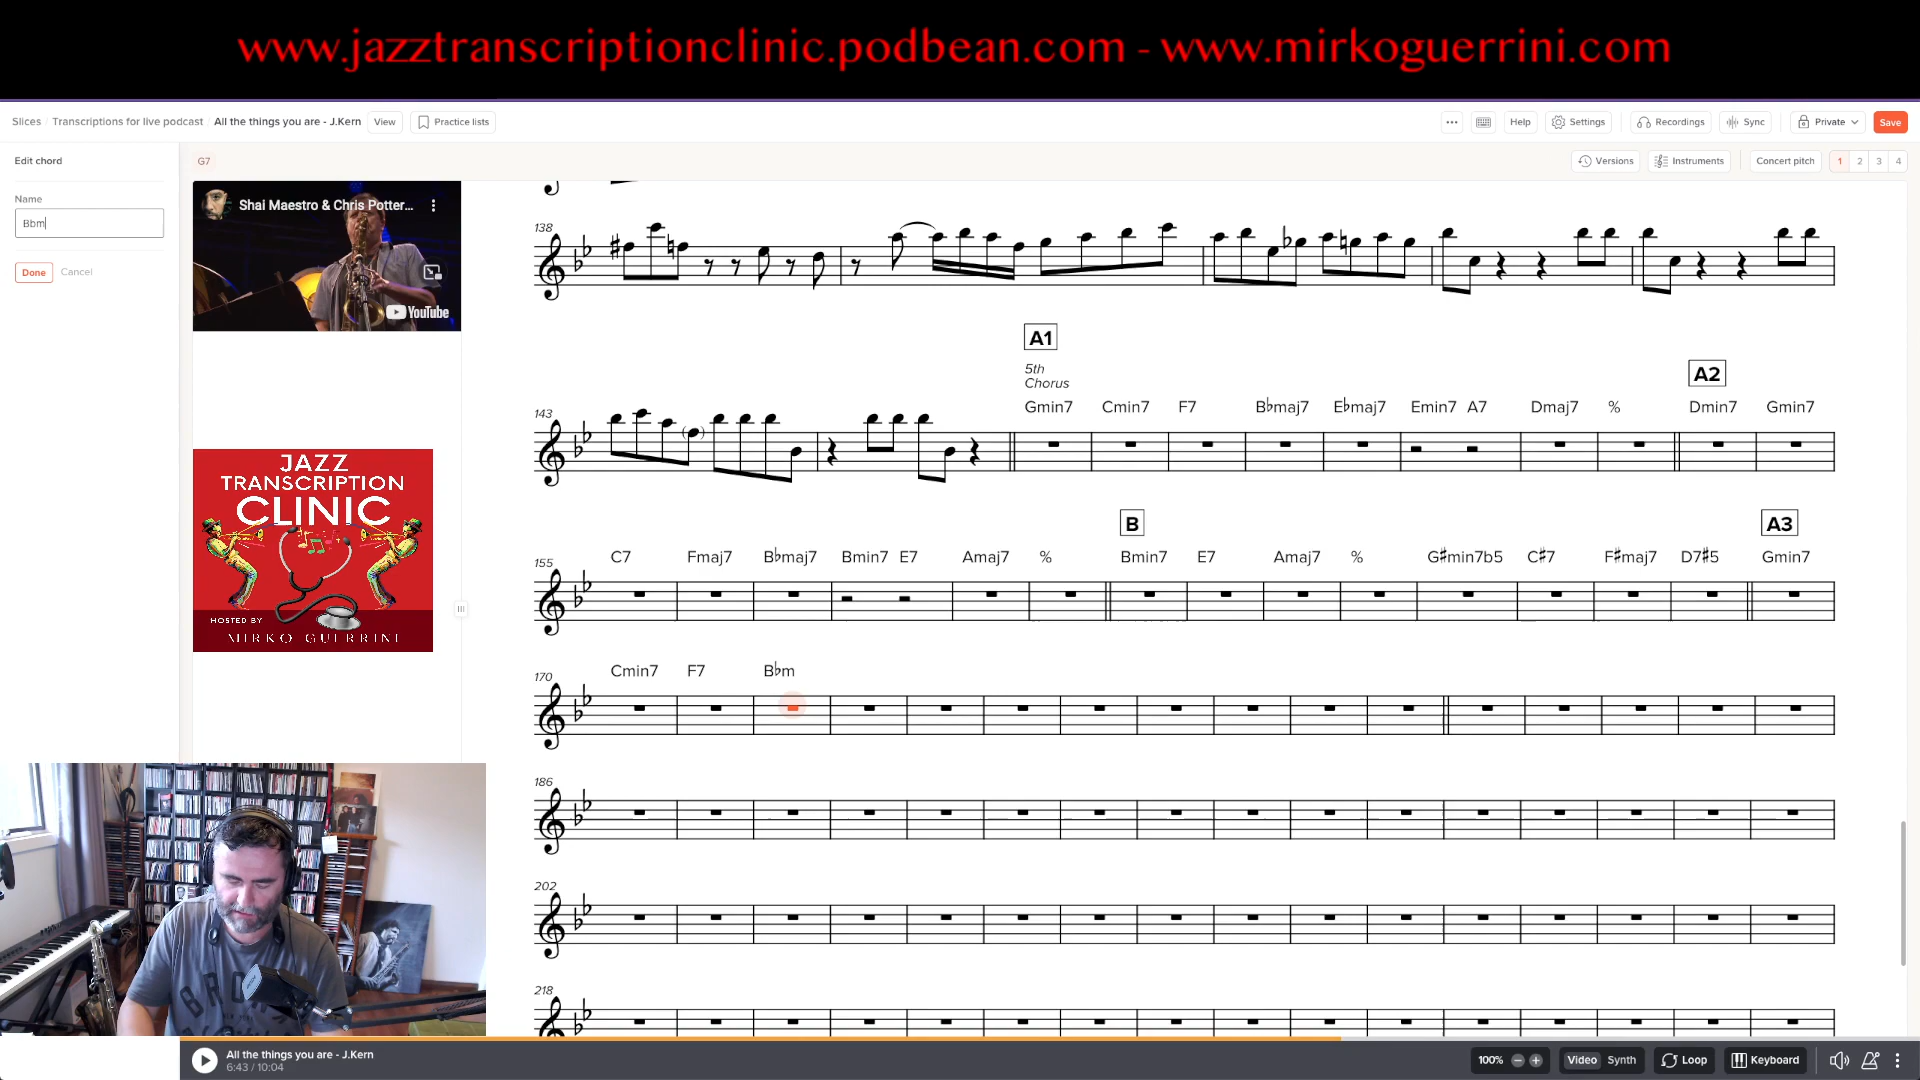 www.jazztranscriptionclinic.podbean.com - www.mirkoguerrini.com
Slices / Transcriptions for live podcast / All the things you are - J.Kern View Practice lists
Help Settings Recordings Sync Private Save
Edit chord
G7
Versions Instruments Concert pitch 1 2 3 4
Name
Bbm
Done Cancel
Shai Maestro & Chris Potter...
YouTube
138
A1
5th
Chorus
A2
Gmin7 Cmin7 F7 B♭maj7 E♭maj7 Emin7 A7 Dmaj7 % Dmin7 Gmin7
143
JAZZ
TRANSCRIPTION
CLINIC
HOSTED BY
MIRKO GUERRINI
B A3
C7 Fmaj7 B♭maj7 Bmin7 E7 Amaj7 % Bmin7 E7 Amaj7 % G♯min7b5 C♯7 F♯maj7 D7♯5 Gmin7
155
Cmin7 F7 B♭m
170
186
202
218
All the things you are - J.Kern
6:43 / 10:04
100% Video Synth Loop Keyboard